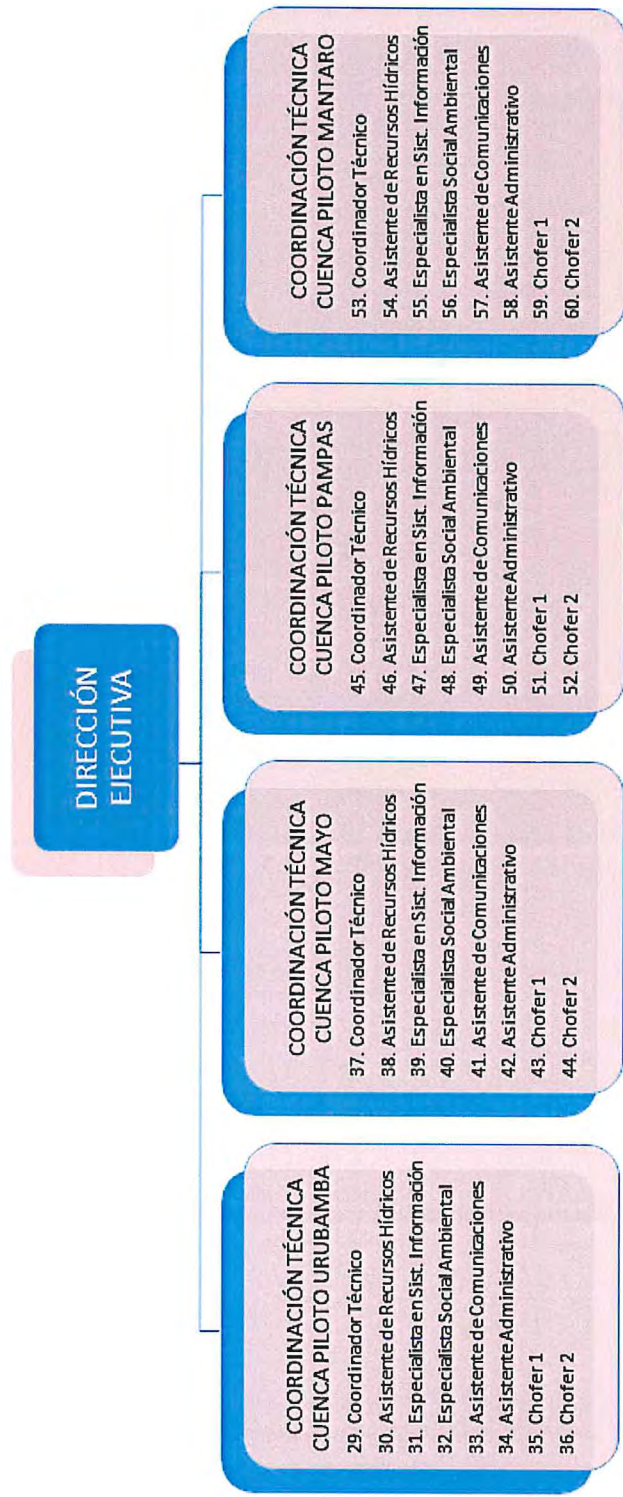 DIRECCIÓN
EJECUTIVA
COORDINACIÓN TÉCNICA
CUENCA PILOTO URUBAMBA
29. Coordinador Técnico
30. Asistente de Recursos Hídricos
31. Especialista en Sist. Información
32. Especialista Social Ambiental
33. Asistente de Comunicaciones
34. Asistente Administrativo
35. Chofer 1
36. Chofer 2
COORDINACIÓN TÉCNICA
CUENCA PILOTO MAYO
37. Coordinador Técnico
38. Asistente de Recursos Hídricos
39. Especialista en Sist. Información
40. Especialista Social Ambiental
41. Asistente de Comunicaciones
42. Asistente Administrativo
43. Chofer 1
44. Chofer 2
COORDINACIÓN TÉCNICA
CUENCA PILOTO PAMPAS
45. Coordinador Técnico
46. Asistente de Recursos Hídricos
47. Especialista en Sist. Información
48. Especialista Social Ambiental
49. Asistente de Comunicaciones
50. Asistente Administrativo
51. Chofer 1
52. Chofer 2
COORDINACIÓN TÉCNICA
CUENCA PILOTO MANTARO
53. Coordinador Técnico
54. Asistente de Recursos Hídricos
55. Especialista en Sist. Información
56. Especialista Social Ambiental
57. Asistente de Comunicaciones
58. Asistente Administrativo
59. Chofer 1
60. Chofer 2